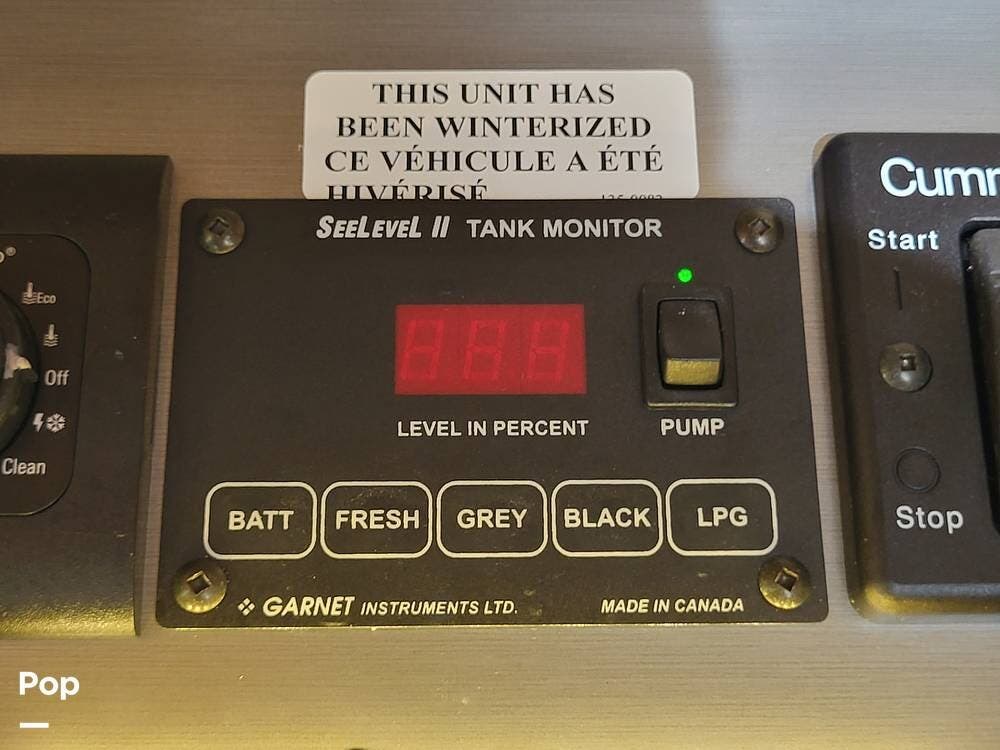 THIS UNIT HAS
BEEN WINTERIZED
CE VÉHICULE A ÉTÉ
HIVÉRISÉ
SEELEVEL II TANK MONITOR
LEVEL IN PERCENT
PUMP
BATT
FRESH
GREY
BLACK
LPG
GARNET INSTRUMENTS LTD.
MADE IN CANADA
Eco
Off
Clean
Start
Stop
Pop